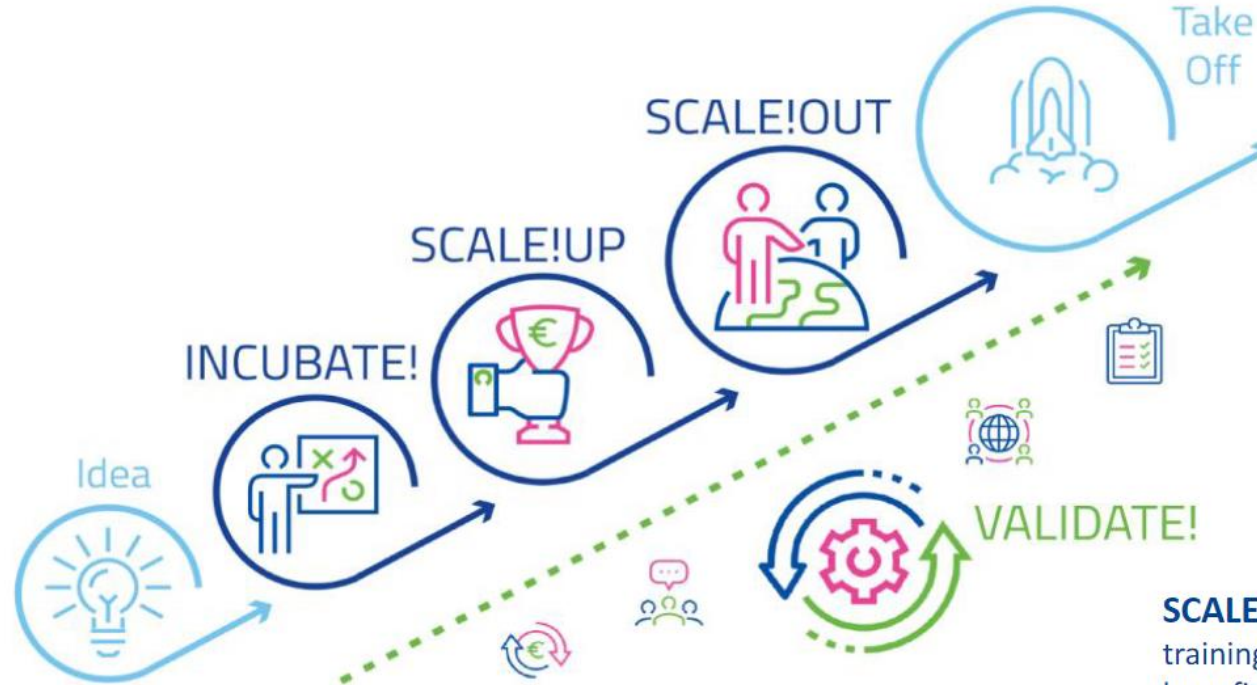 Take
Off
SCALE!OUT
SCALE!UP
INCUBATE!
Idea
VALIDATE!
SCALE
training